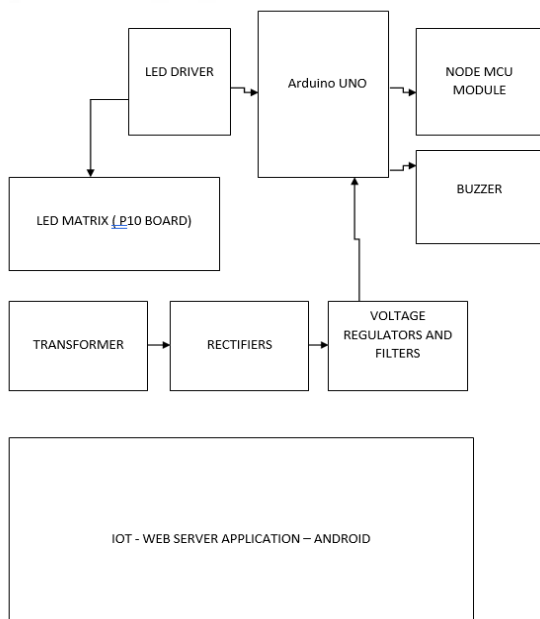 LED DRIVER
Arduino UNO
NODE MCU
MODULE
BUZZER
LED MATRIX ( P10 BOARD)
TRANSFORMER
RECTIFIERS
VOLTAGE
REGULATORS AND
FILTERS
IOT - WEB SERVER APPLICATION – ANDROID